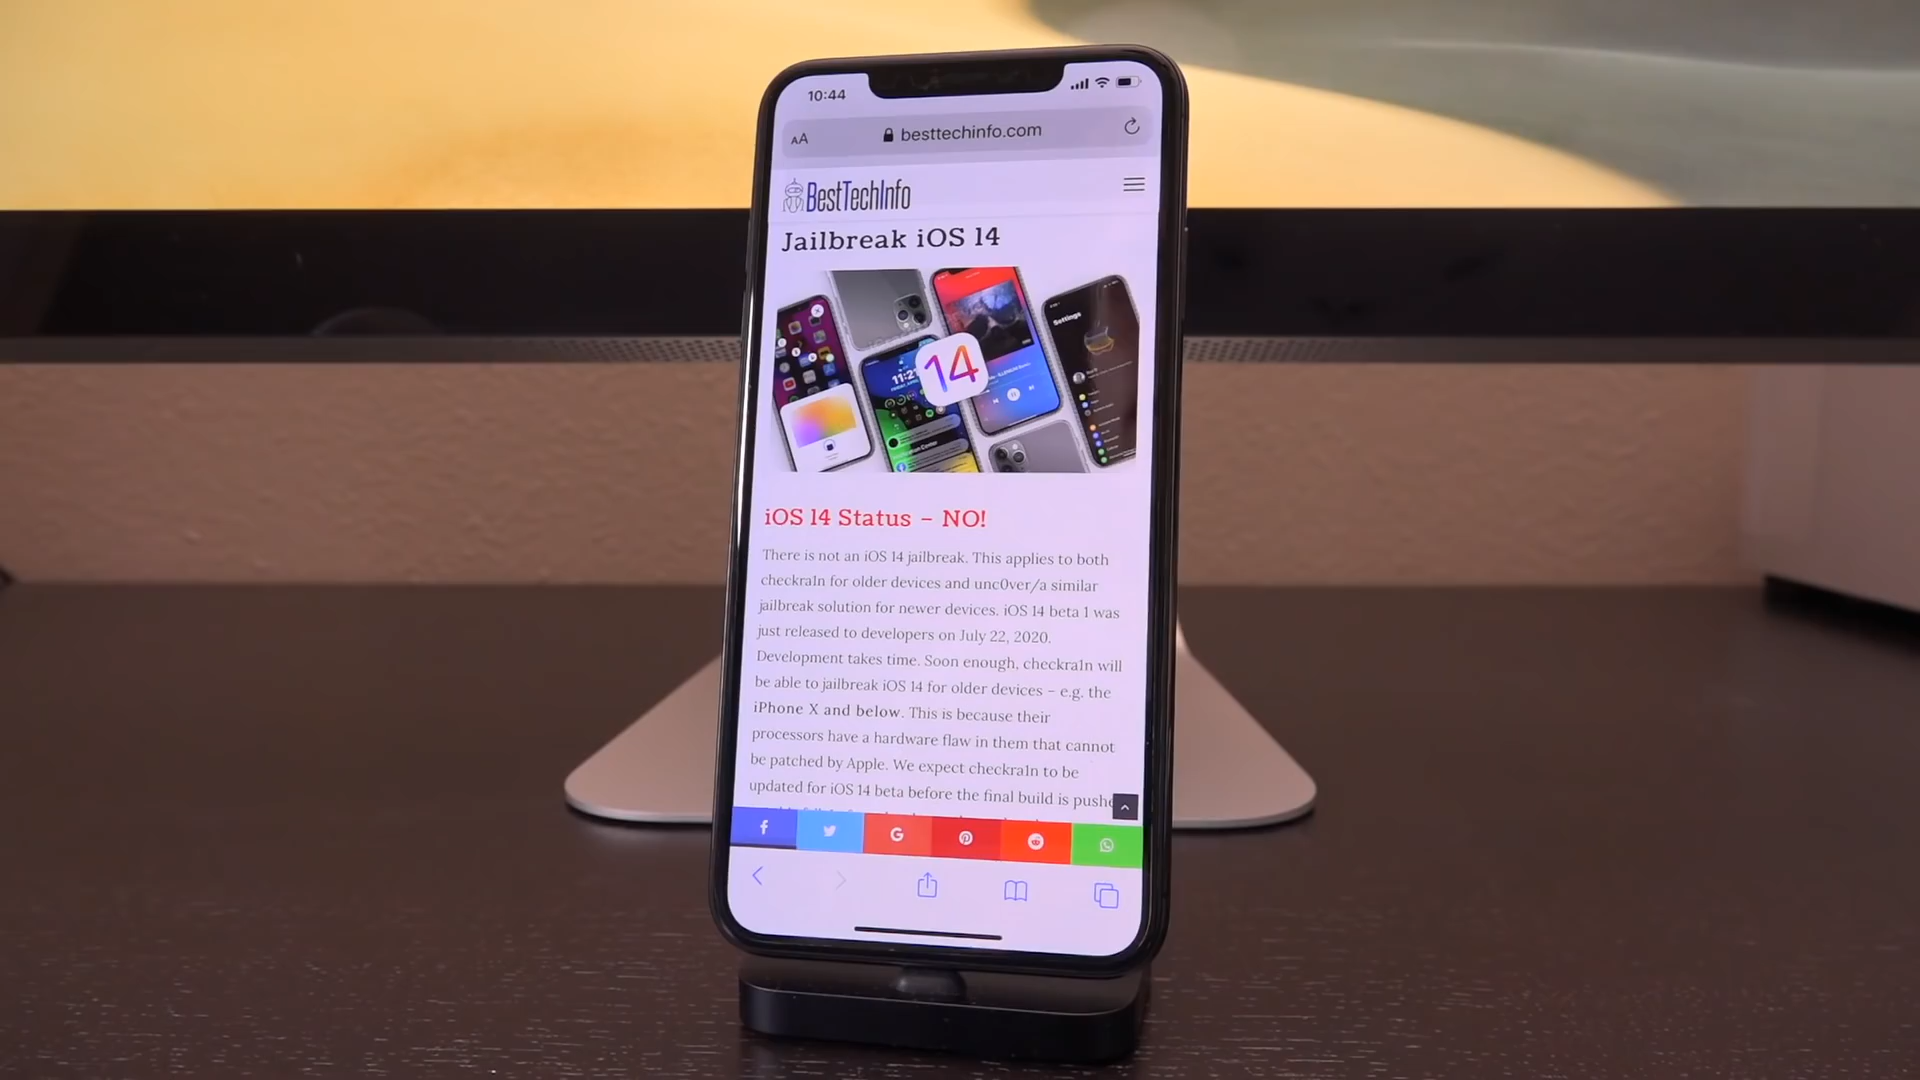 10:44
AA besttechinfo.com
BestTechInfo
Jailbreak iOS 14
Settings
11:21
14
iOS 14 Status – NO!
There is not an iOS 14 jailbreak. This applies to both
checkra1n for older devices and unc0ver/a similar
jailbreak solution for newer devices. iOS 14 beta 1 was
just released to developers on July 22, 2020.
Development takes time. Soon enough, checkra1n will
be able to jailbreak iOS 14 for older devices – e.g. the
iPhone X and below. This is because their
processors have a hardware flaw in them that cannot
be patched by Apple. We expect checkra1n to be
updated for iOS 14 beta before the final build is pushe